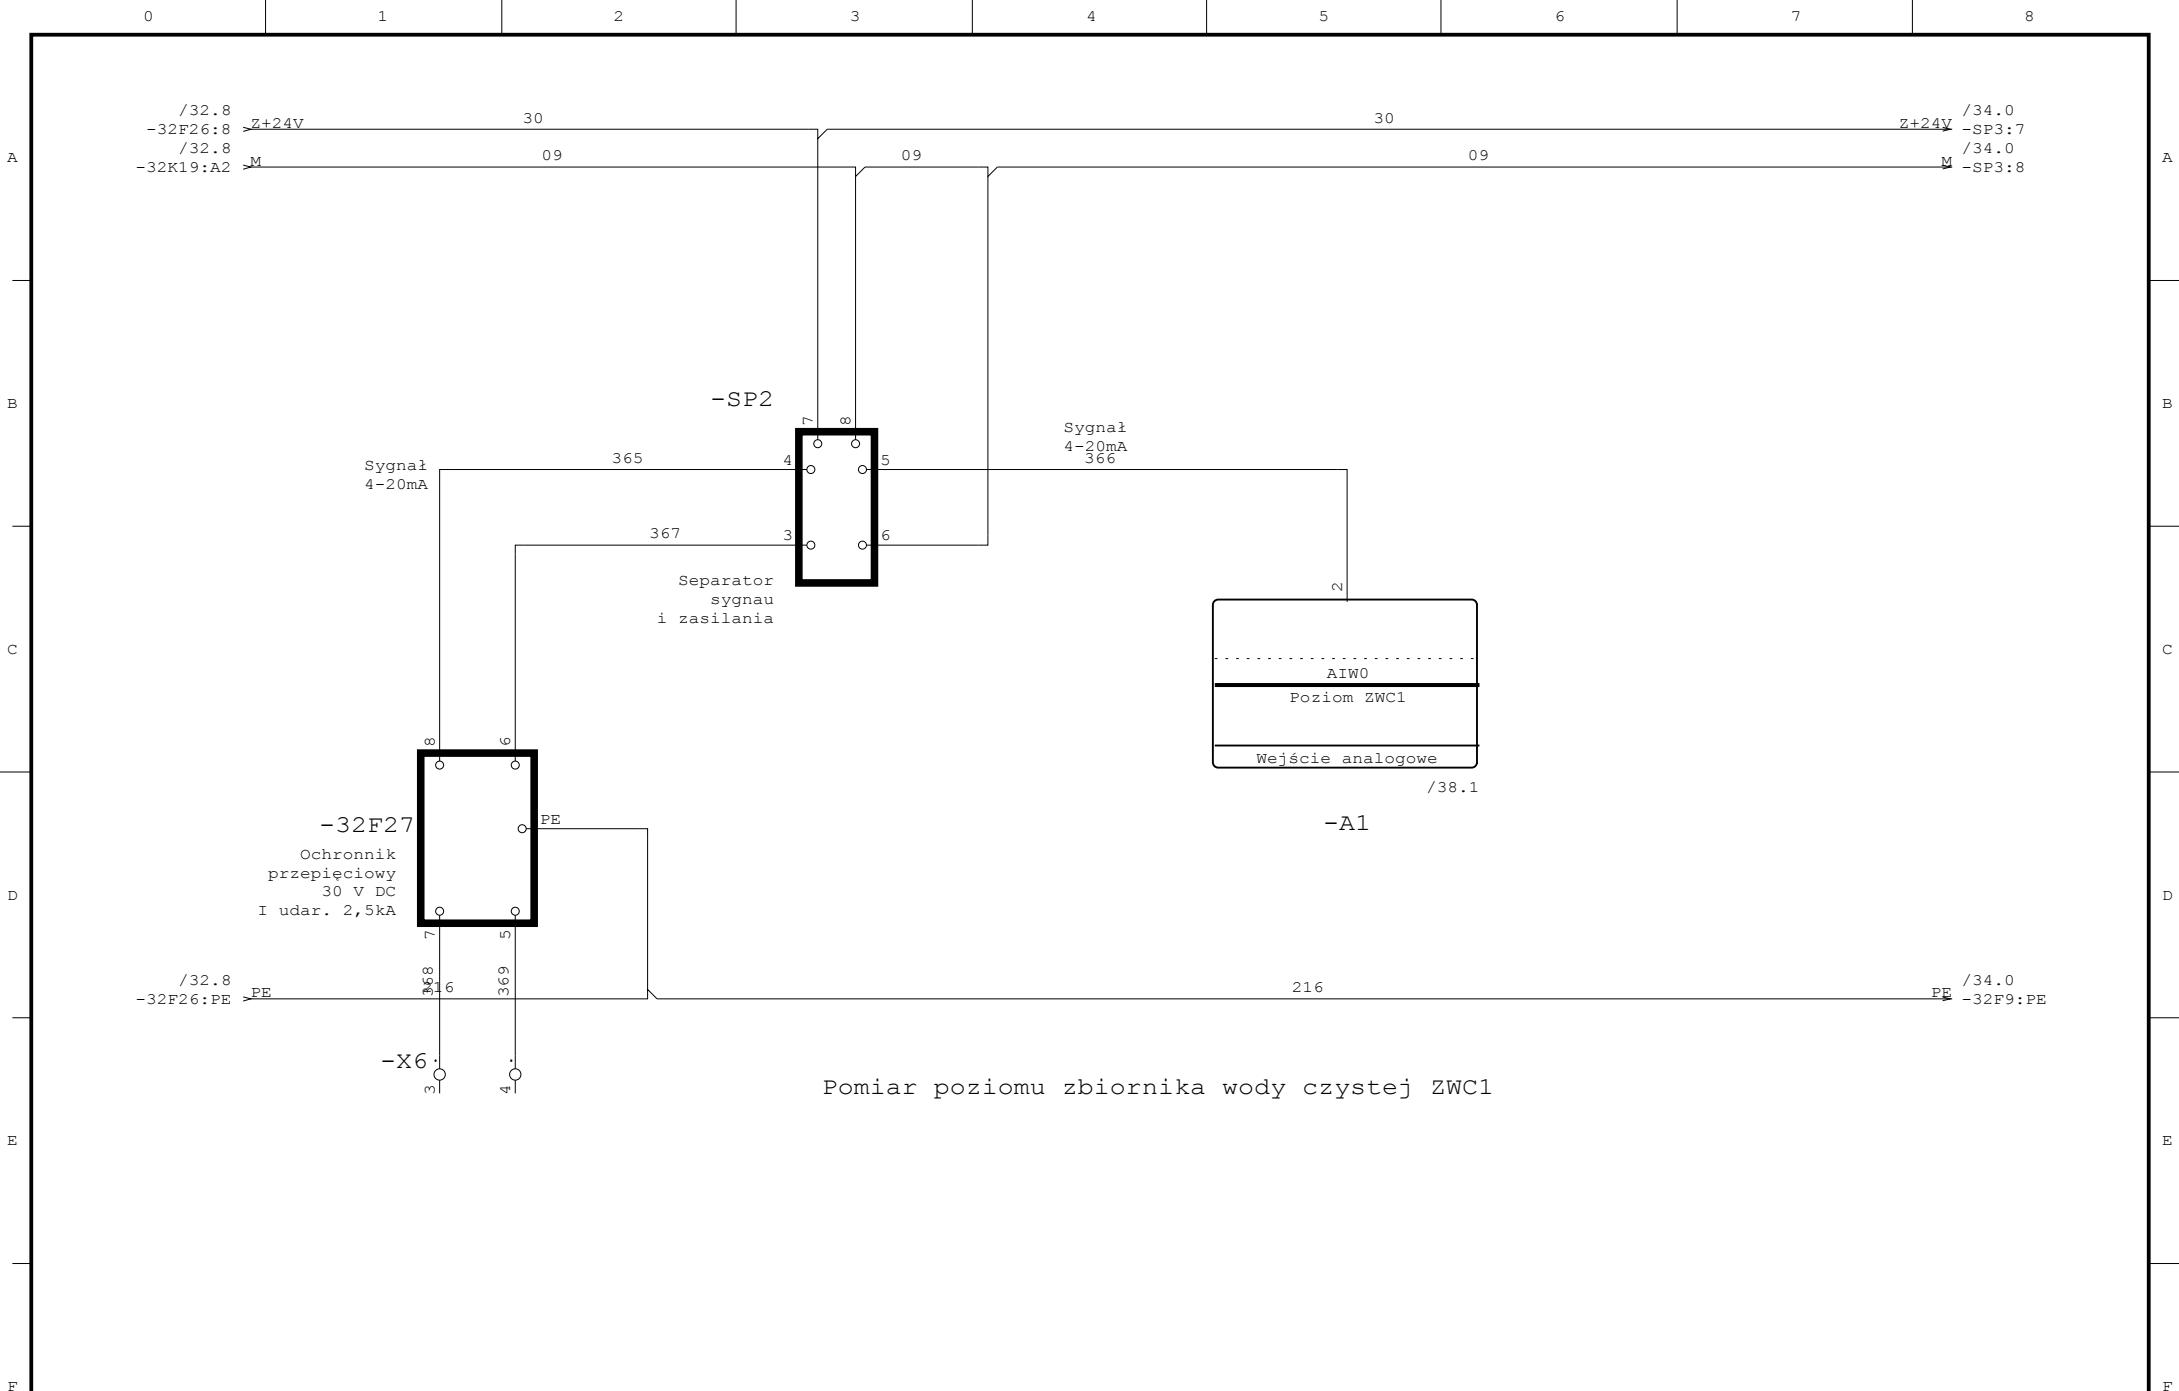 0 1 2 3 4 5 6 7 8
/32.8
-32F26:8
Z+24V
30
30
Z+24V
/34.0
-SP3:7
/32.8
-32K19:A2
M
09
09
09
M
/34.0
-SP3:8
A
A
B
B
-SP2
7
8
Sygnał
4-20mA
366
Sygnał
4-20mA
365
4
5
367
3
6
Separator
sygnau
i zasilania
2
C
C
AIW0
Poziom ZWC1
Wejście analogowe
/38.1
-A1
8
6
-32F27
PE
Ochronnik
przepięciowy
30 V DC
I udar. 2,5kA
D
D
7
5
368
369
/32.8
-32F26:PE
PE
216
216
PE
/34.0
-32F9:PE
-X6
3
4
Pomiar poziomu zbiornika wody czystej ZWC1
E
E
F
F